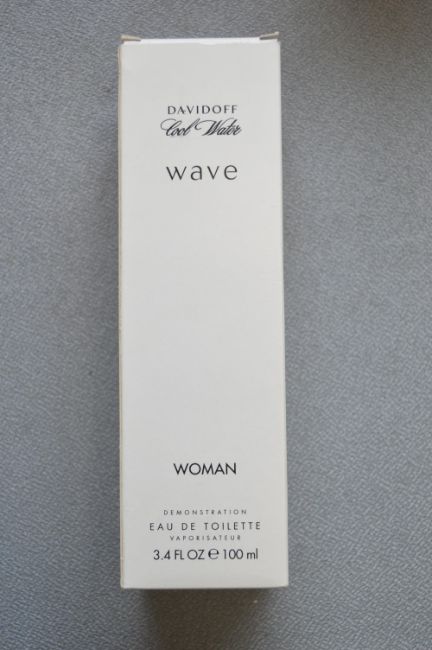 DAVIDOFF
Cool Water
wave
WOMAN
DEMONSTRATION
EAU DE TOILETTE
VAPORISATEUR
3.4 FL OZ ℮ 100 ml